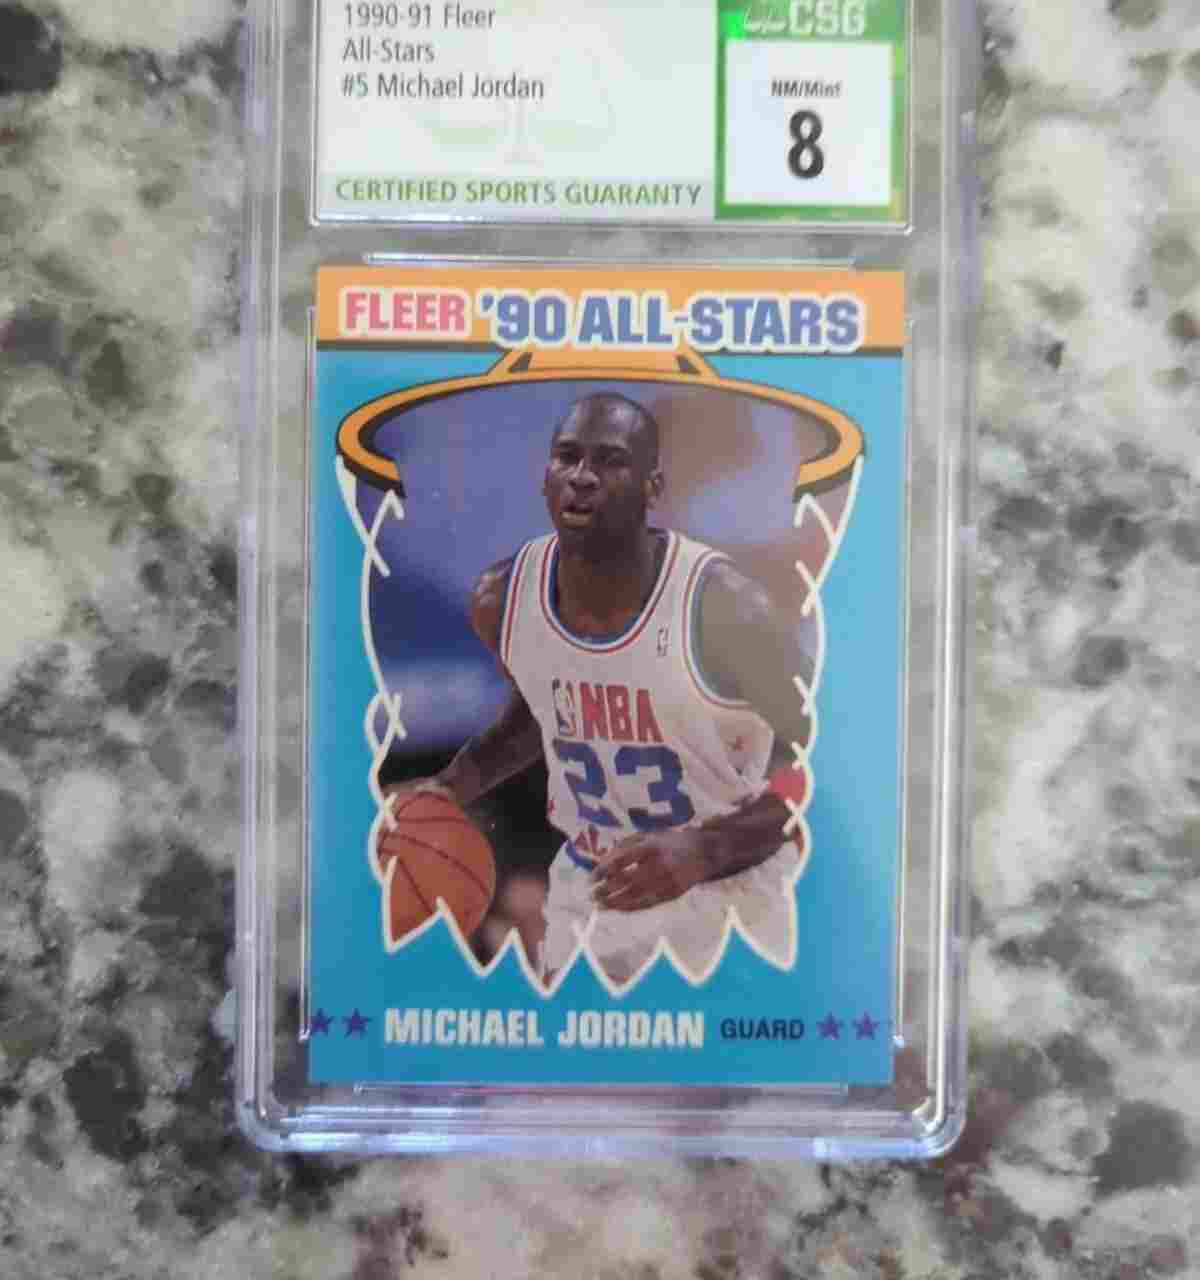 1990-91 Fleer
All-Stars
#5 Michael Jordan
CSG
NM/Mint
8
CERTIFIED SPORTS GUARANTY
FLEER '90 ALL-STARS
NBA
23
MICHAEL JORDAN GUARD